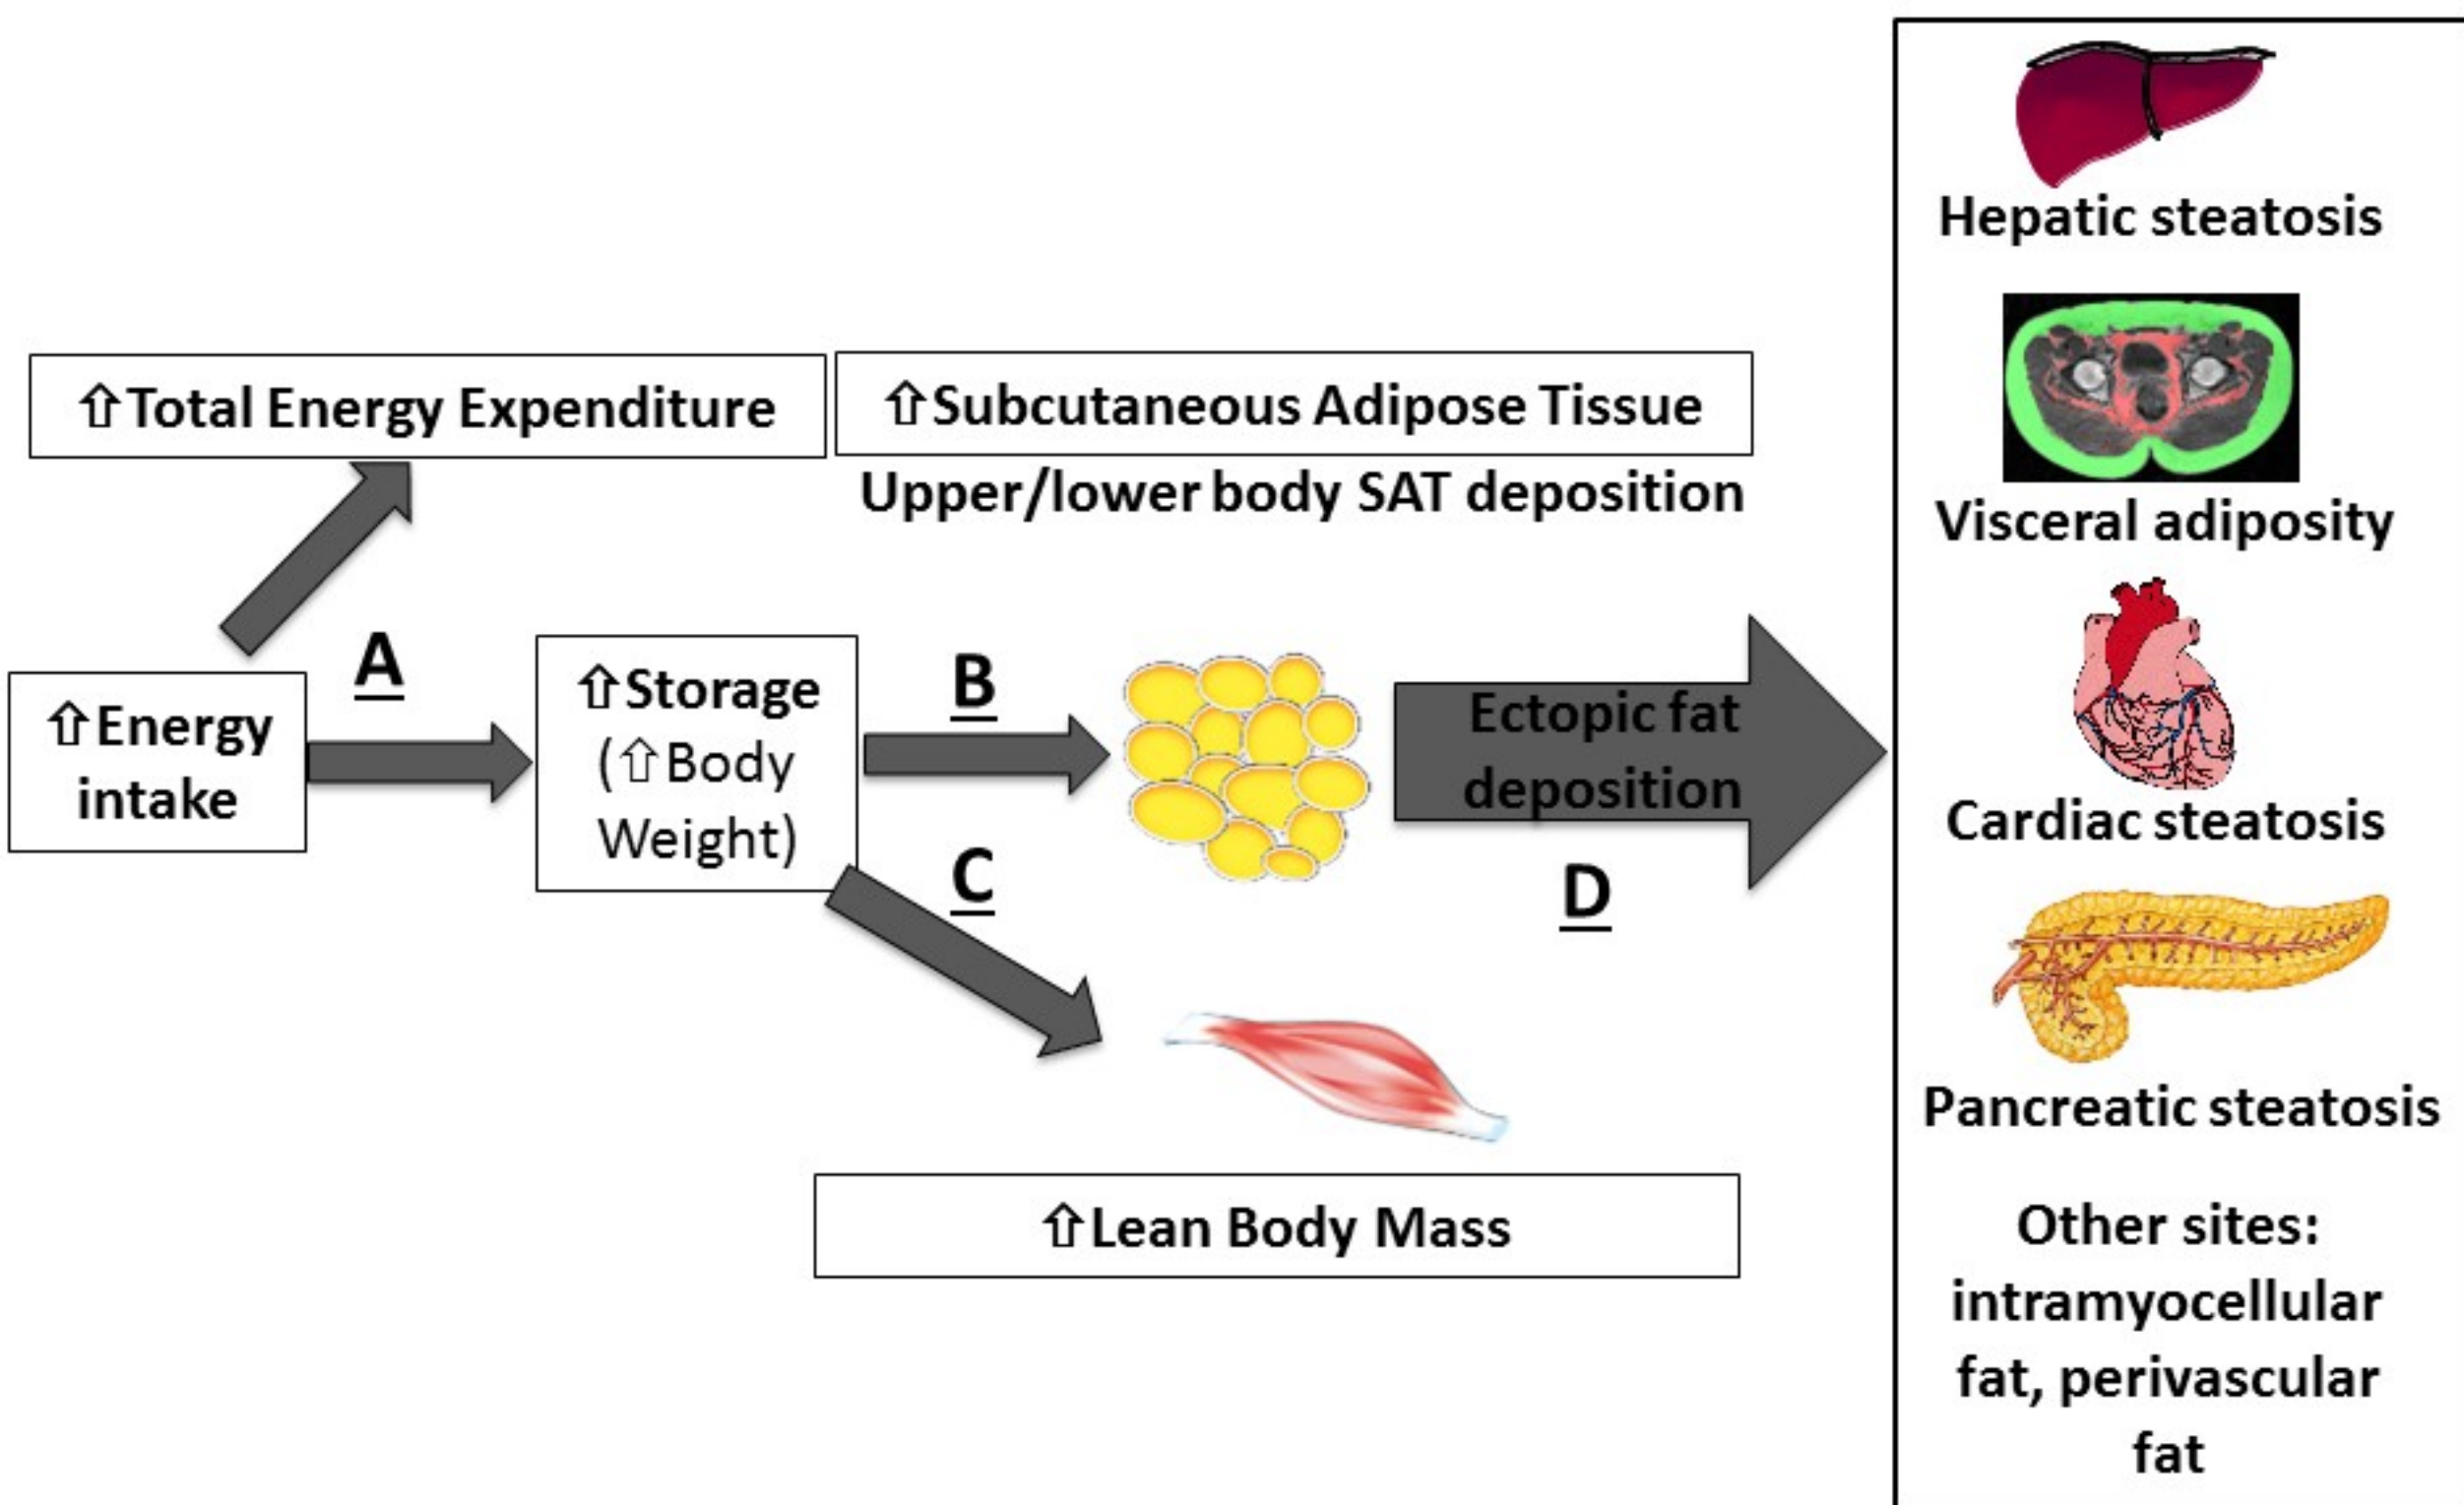 ⇧Total Energy Expenditure
⇧Subcutaneous Adipose Tissue
Upper/lower body SAT deposition
⇧Energy
intake
A
⇧Storage
(⇧Body
Weight)
B
C
Ectopic fat
deposition
D
⇧Lean Body Mass
Hepatic steatosis
Visceral adiposity
Cardiac steatosis
Pancreatic steatosis
Other sites:
intramyocellular
fat, perivascular
fat